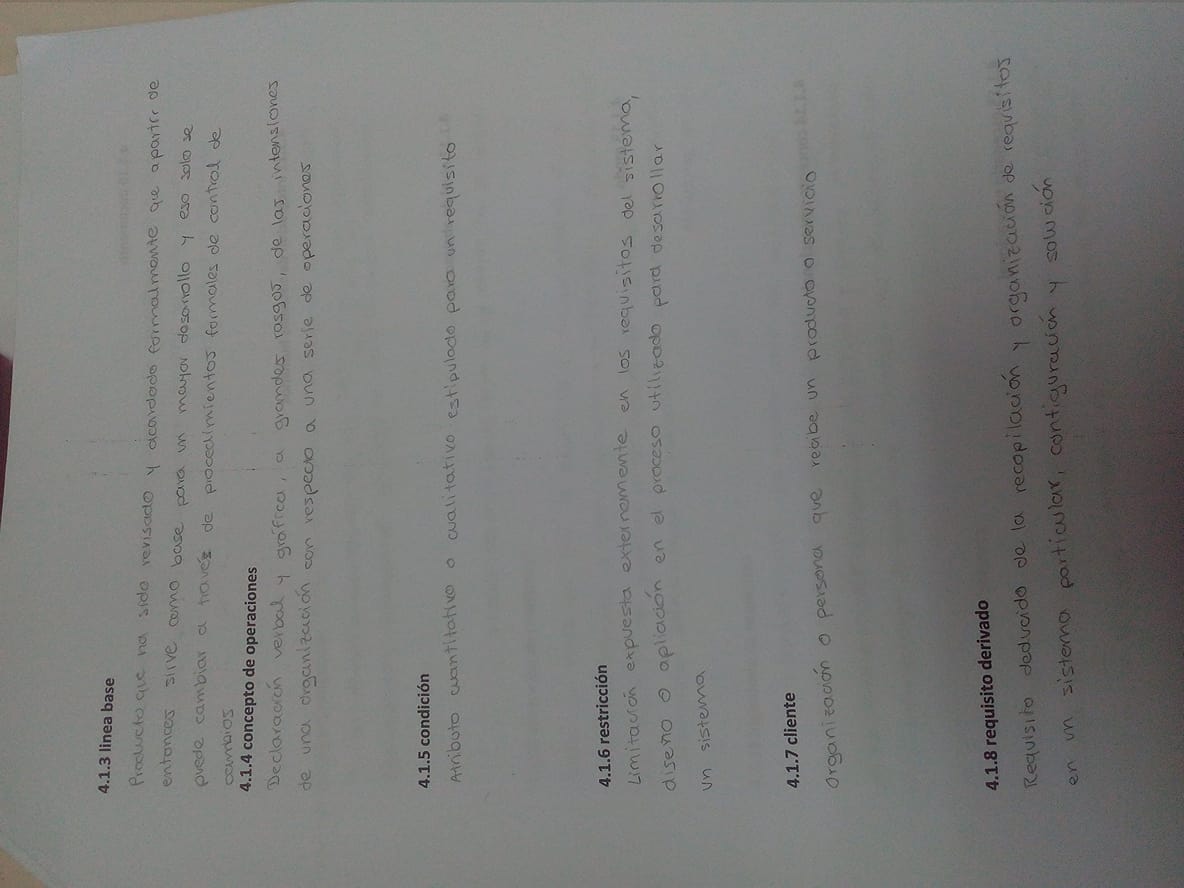 4.1.3 linea base
Producto que ha sido revisado y acordado formalmente que apartir de
entonces sirve como base para un mayor desarrollo y eso solo se
puede cambiar a través de procedimientos formales de control de
cambios
4.1.4 concepto de operaciones
Declaración verbal y gráfica, a grandes rasgos, de las intensiones
de una organización con respecto a una serie de operaciones
4.1.5 condición
Atributo cuantitativo o cualitativo estipulado para un requisito
4.1.6 restricción
Limitación expuesta externamente en los requisitos del sistema,
diseño o apliación en el proceso utilizado para desarrollar
un sistema
4.1.7 cliente
Organización o persona que recibe un producto o servicio
4.1.8 requisito derivado
Requisito deducido de la recopilación y organización de requisitos
en un sistema particular, configuración y solución